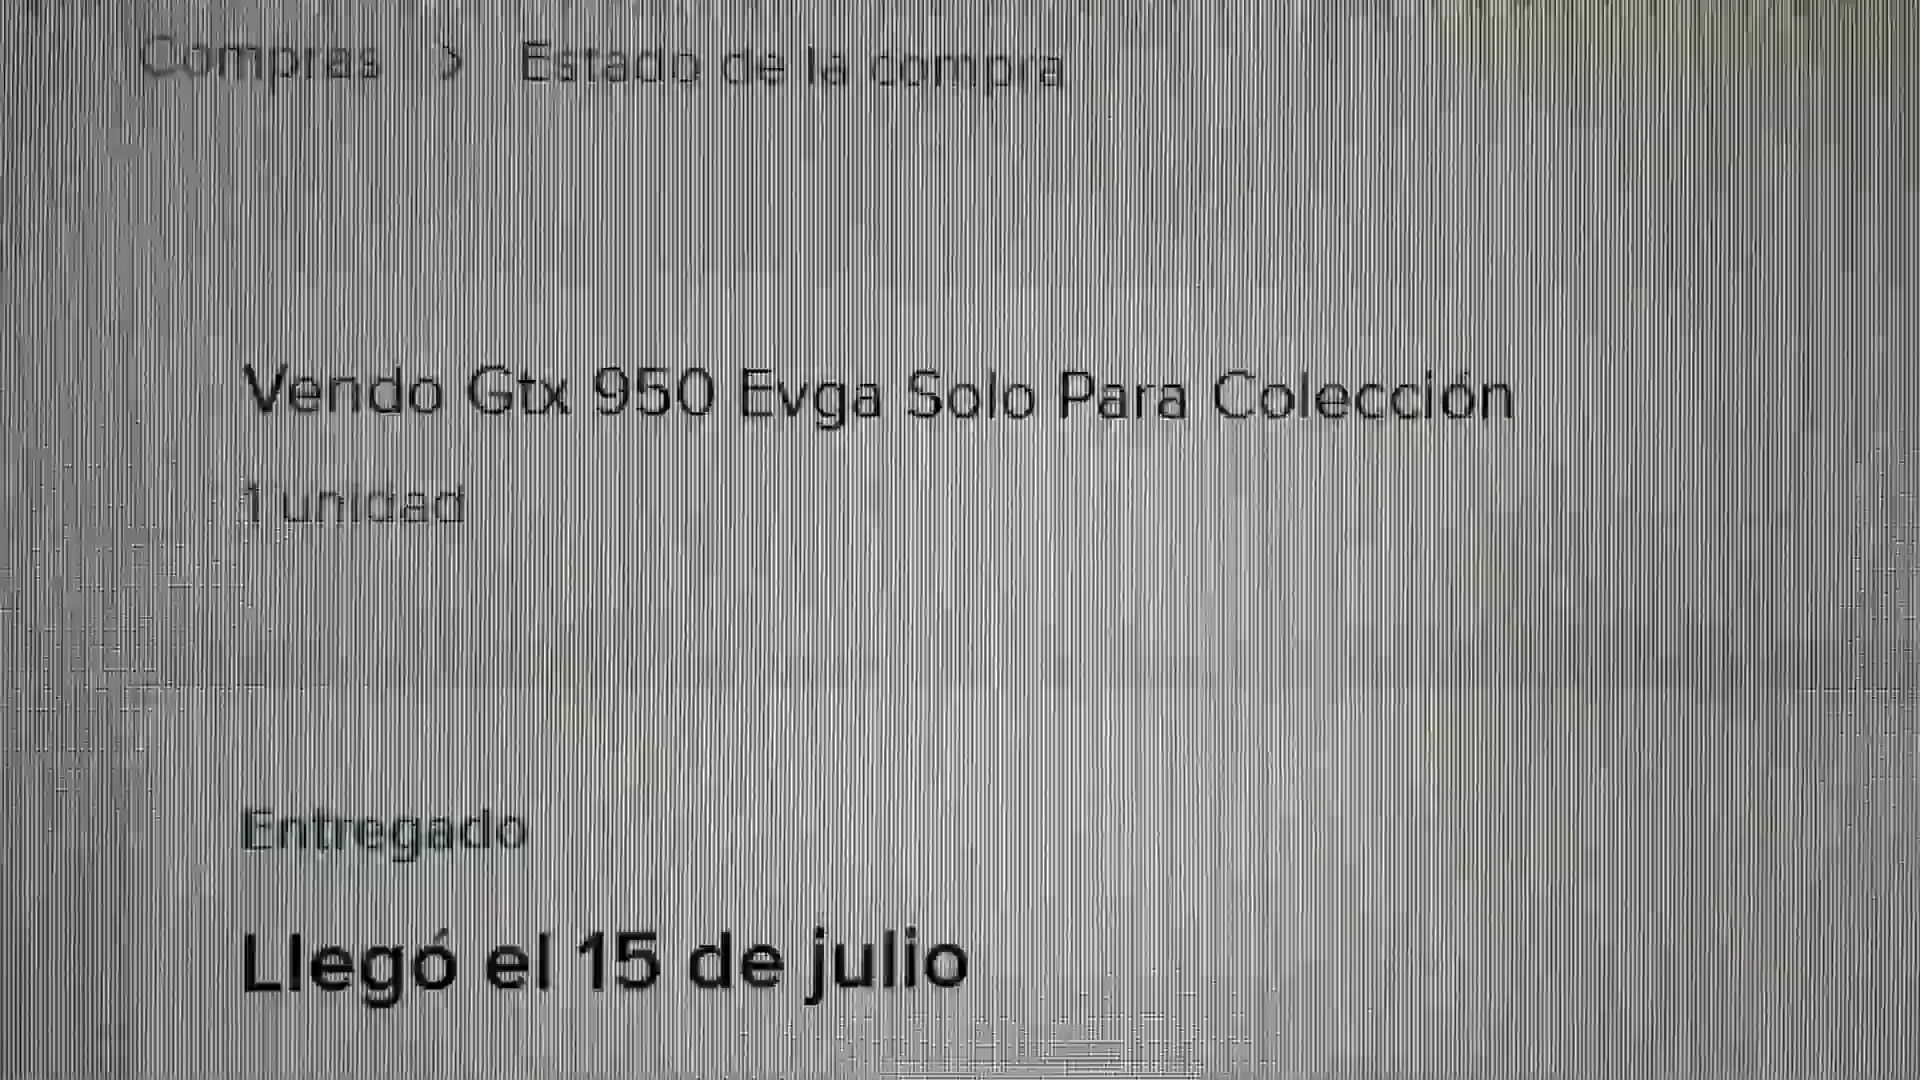 Compras > Estado de la compra
Vendo Gtx 950 Evga Solo Para Colección
1 unidad
Entregado
Llegó el 15 de julio